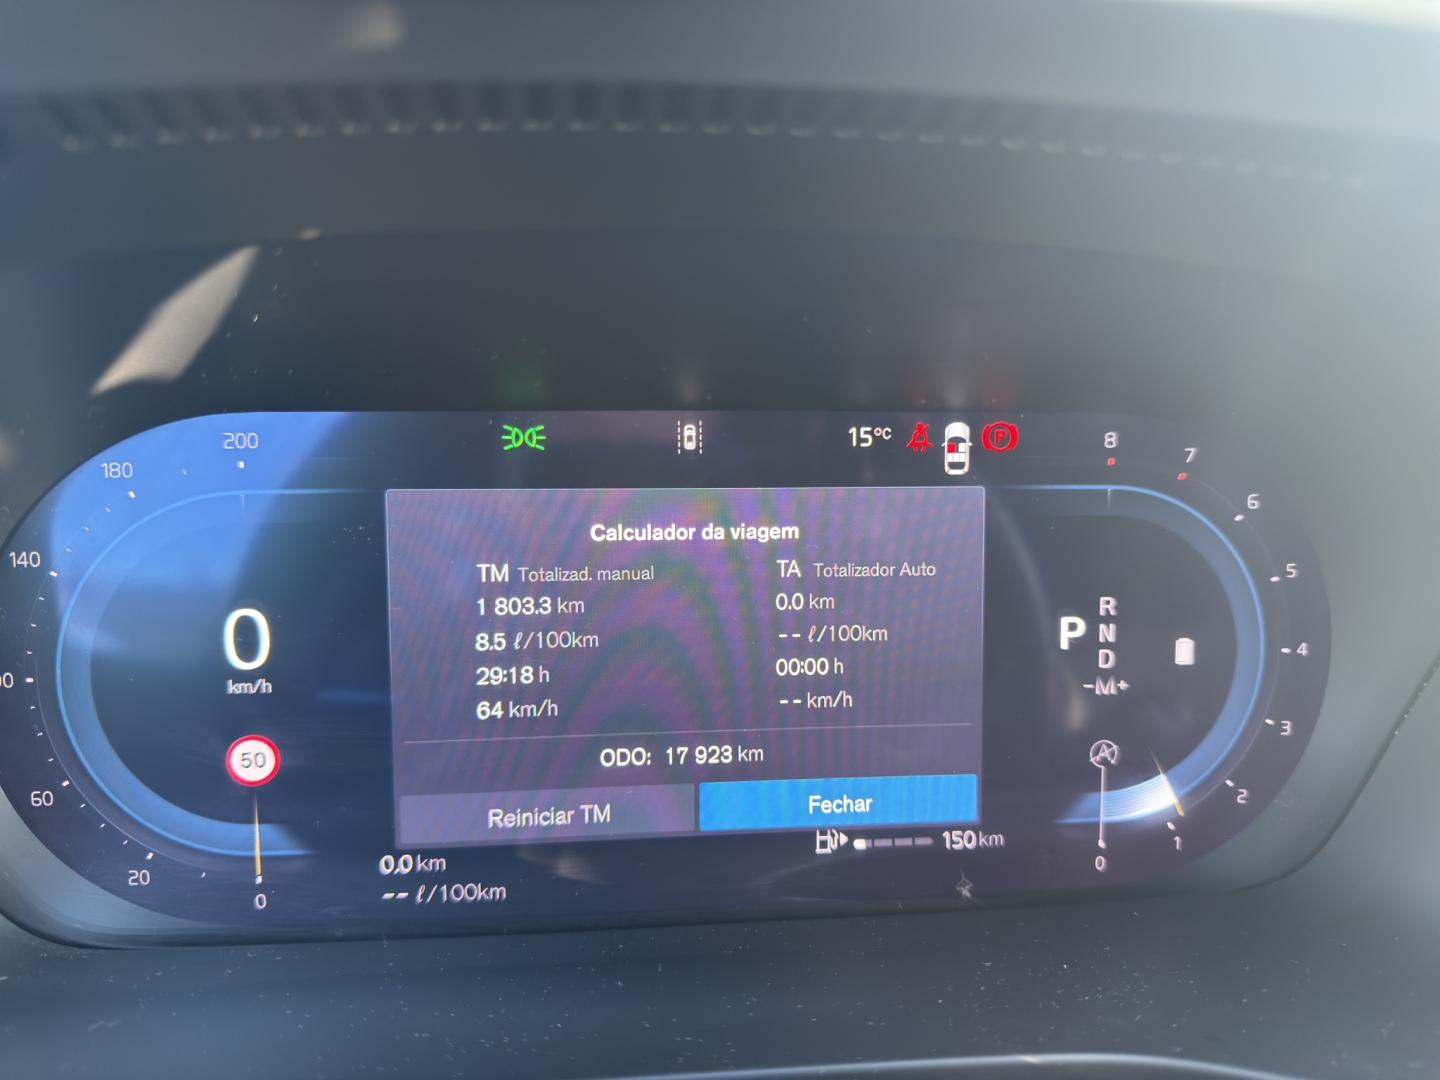 200
180
140
60
20
0
0
km/h
50
15°C
P
8
7
6
5
4
3
2
1
0
Calculador da viagem
TM Totalizad. manual
1 803.3 km
8.5 ℓ/100km
29:18 h
64 km/h
TA Totalizador Auto
0.0 km
-- ℓ/100km
00:00 h
-- km/h
ODO: 17 923 km
Reiniciar TM
Fechar
P
R
N
D
-M+
A
150 km
0.0 km
-- ℓ/100km